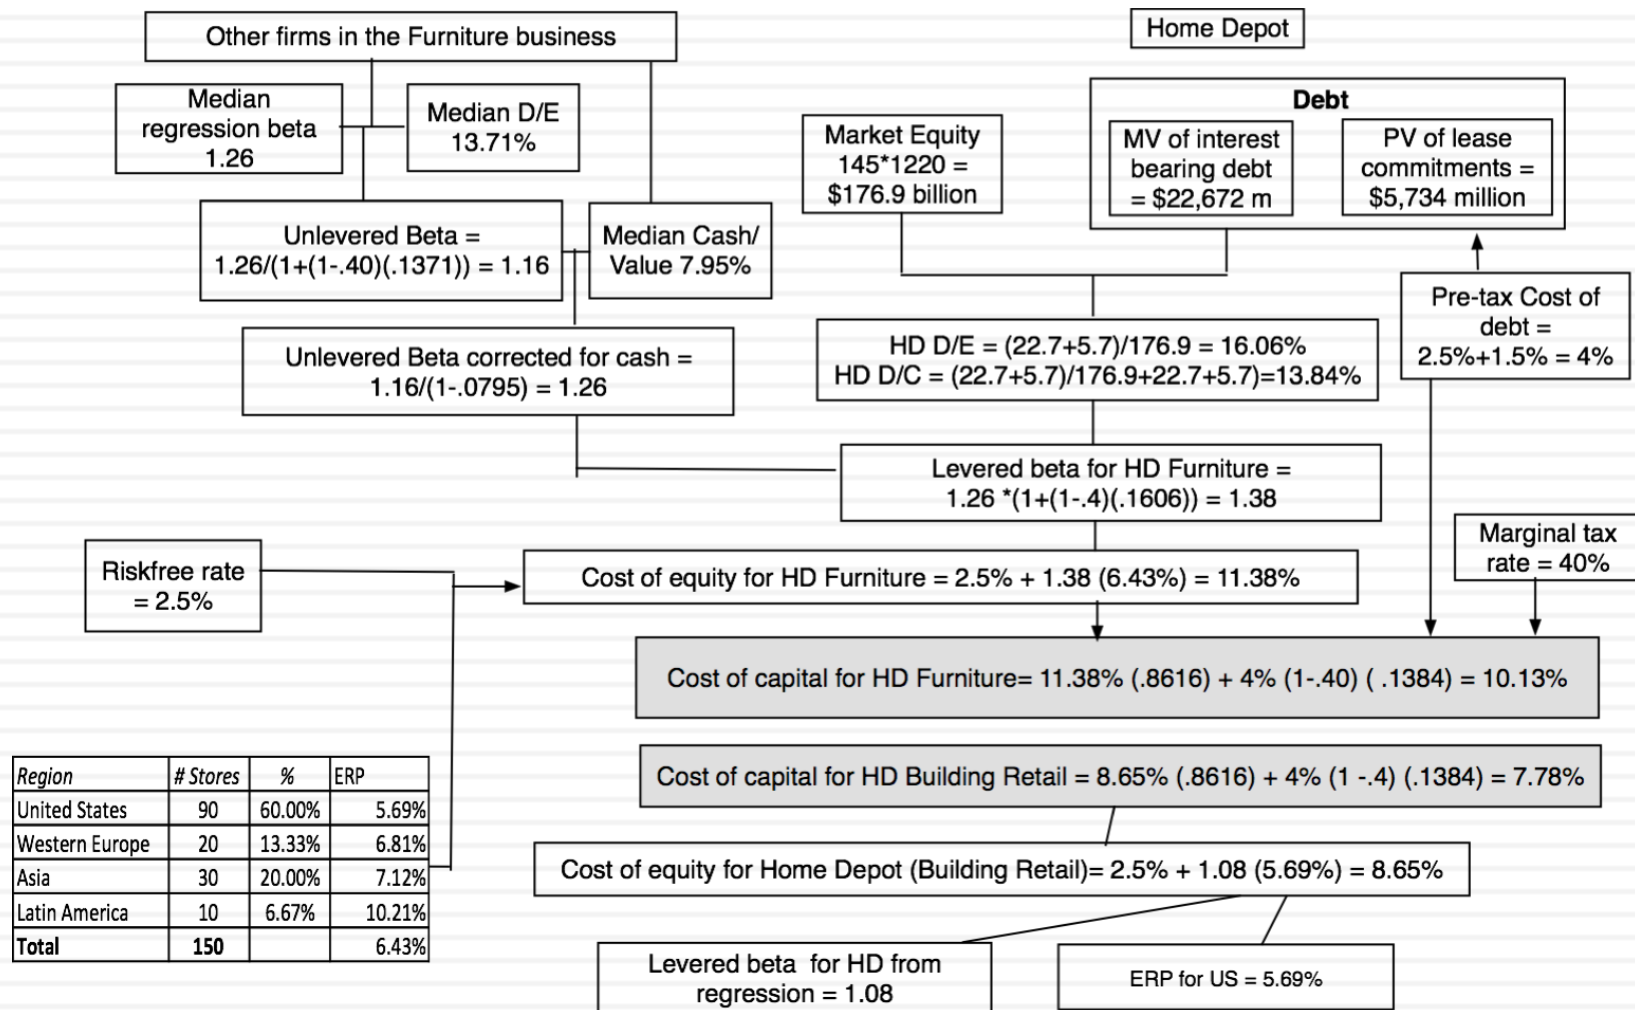 Other firms in the Furniture business
Home Depot
Median
regression beta
1.26
Median D/E
13.71%
Market Equity
145*1220 =
$176.9 billion
Debt
MV of interest
bearing debt
= $22,672 m
PV of lease
commitments =
$5,734 million
Unlevered Beta =
1.26/(1+(1-.40)(.1371)) = 1.16
Median Cash/
Value 7.95%
Pre-tax Cost of
debt =
2.5%+1.5% = 4%
Unlevered Beta corrected for cash =
1.16/(1-.0795) = 1.26
HD D/E = (22.7+5.7)/176.9 = 16.06%
HD D/C = (22.7+5.7)/176.9+22.7+5.7)=13.84%
Levered beta for HD Furniture =
1.26 *(1+(1-.4)(.1606)) = 1.38
Marginal tax
rate = 40%
Riskfree rate
= 2.5%
Cost of equity for HD Furniture = 2.5% + 1.38 (6.43%) = 11.38%
Cost of capital for HD Furniture= 11.38% (.8616) + 4% (1-.40) ( .1384) = 10.13%
Cost of capital for HD Building Retail = 8.65% (.8616) + 4% (1 -.4) (.1384) = 7.78%
Region # Stores % ERP
United States 90 60.00% 5.69%
Western Europe 20 13.33% 6.81%
Asia 30 20.00% 7.12%
Latin America 10 6.67% 10.21%
Total 150 6.43%
Cost of equity for Home Depot (Building Retail)= 2.5% + 1.08 (5.69%) = 8.65%
Levered beta for HD from
regression = 1.08
ERP for US = 5.69%